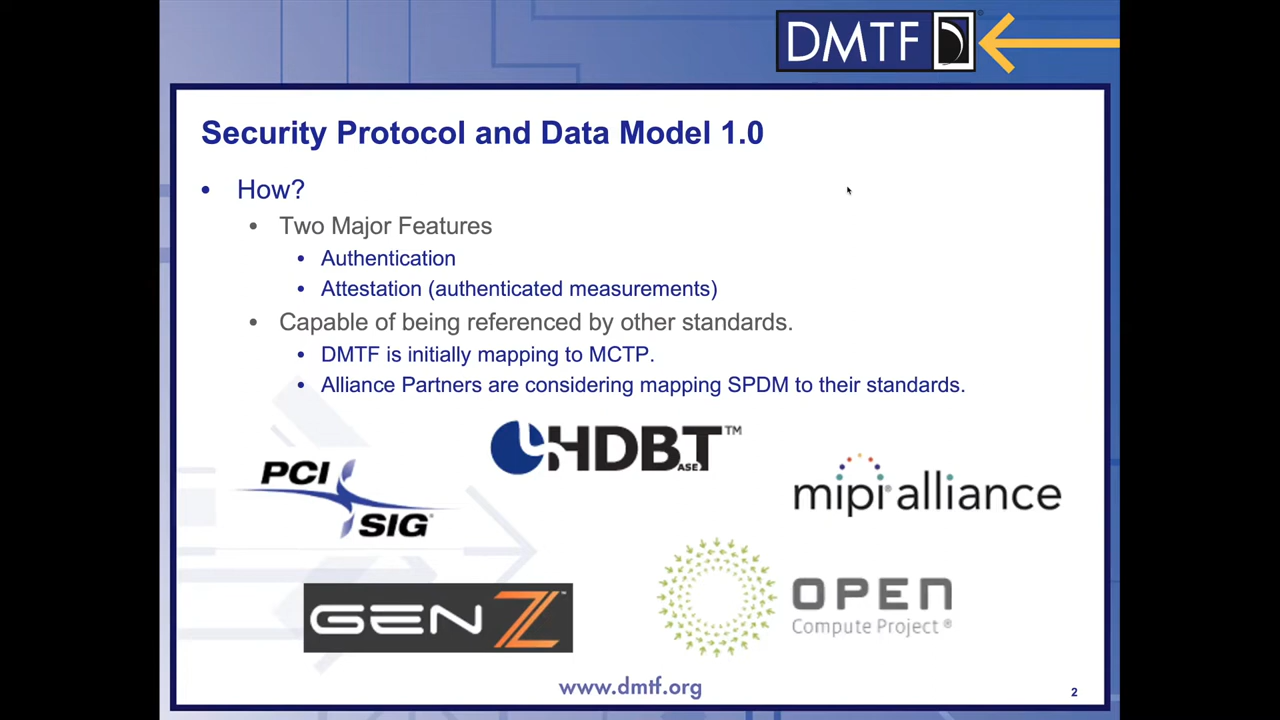 DMTF
Security Protocol and Data Model 1.0
• How?
• Two Major Features
• Authentication
• Attestation (authenticated measurements)
• Capable of being referenced by other standards.
• DMTF is initially mapping to MCTP.
• Alliance Partners are considering mapping SPDM to their standards.
HDBT™
ASE
PCI
SIG®
mipi® alliance
GEN Z™
OPEN
Compute Project®
www.dmtf.org
2